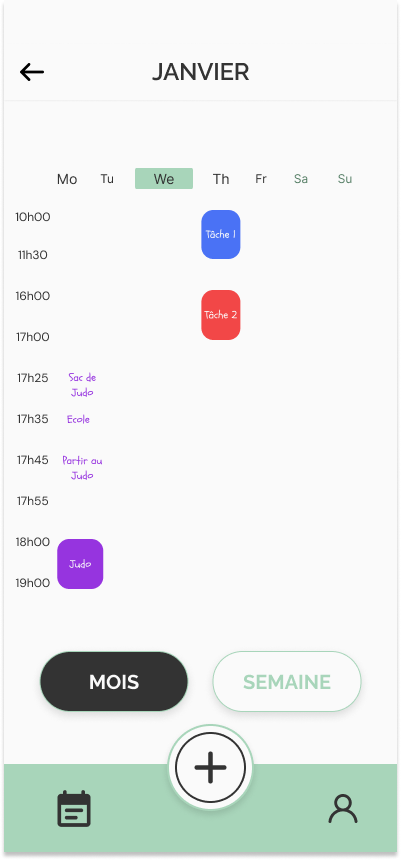 JANVIER
Mo Tu We Th Fr Sa Su
10h00
Tâche 1
11h30
16h00
Tâche 2
17h00
17h25
Sac de
Judo
17h35 Ecole
17h45 Partir au
Judo
17h55
18h00
Judo
19h00
MOIS SEMAINE